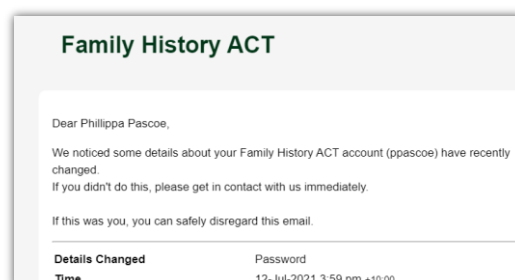 Family History ACT
Dear Phillippa Pascoe,
We noticed some details about your Family History ACT account (ppascoe) have recently
changed.
If you didn't do this, please get in contact with us immediately.
If this was you, you can safely disregard this email.
Details Changed Password
Time 12-Jul-2021 3:59 pm +10:00